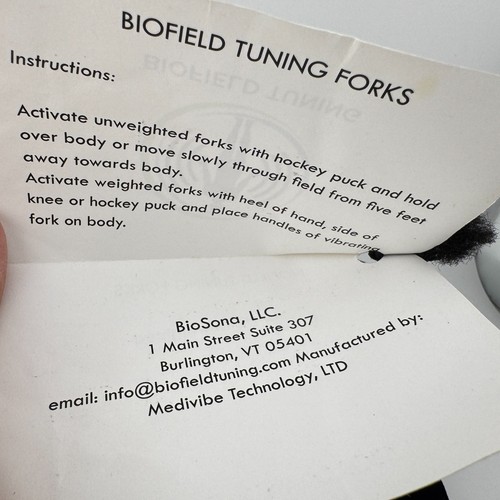 BIOFIELD TUNING FORKS
Instructions:
Activate unweighted forks with hockey puck and hold
over body or move slowly through field from five feet
away towards body.
Activate weighted forks with heel of hand, side of
knee or hockey puck and place handles of vibrating
fork on body.
BIOFIELD TUNING
BioSona, LLC.
1 Main Street Suite 307
Burlington, VT 05401
email: info@biofieldtuning.com Manufactured by:
Medivibe Technology, LTD